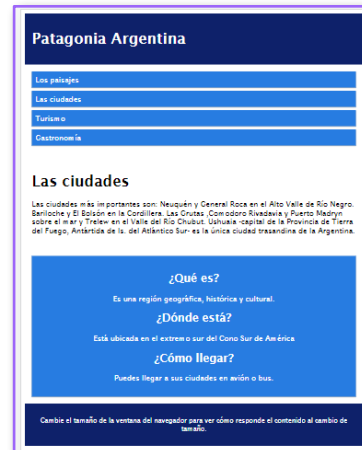 Patagonia Argentina
Los paisajes
Las ciudades
Turismo
Gastronomía
Las ciudades
Las ciudades más importantes son: Neuquén y General Roca en el Alto Valle de Río Negro.
Bariloche y El Bolsón en la Cordillera. Las Grutas ,Comodoro Rivadavia y Puerto Madryn
sobre el mar y Trelew en el Valle del Río Chubut. Ushuaia -capital de la Provincia de Tierra
del Fuego, Antártida de Is. del Atlántico Sur- es la única ciudad trasandina de la Argentina.
¿Qué es?
Es una región geográfica, histórica y cultural.
¿Dónde está?
Está ubicada en el extremo sur del Cono Sur de América
¿Cómo llegar?
Puedes llegar a sus ciudades en avión o bus.
Cambie el tamaño de la ventana del navegador para ver cómo responde el contenido al cambio de
tamaño.